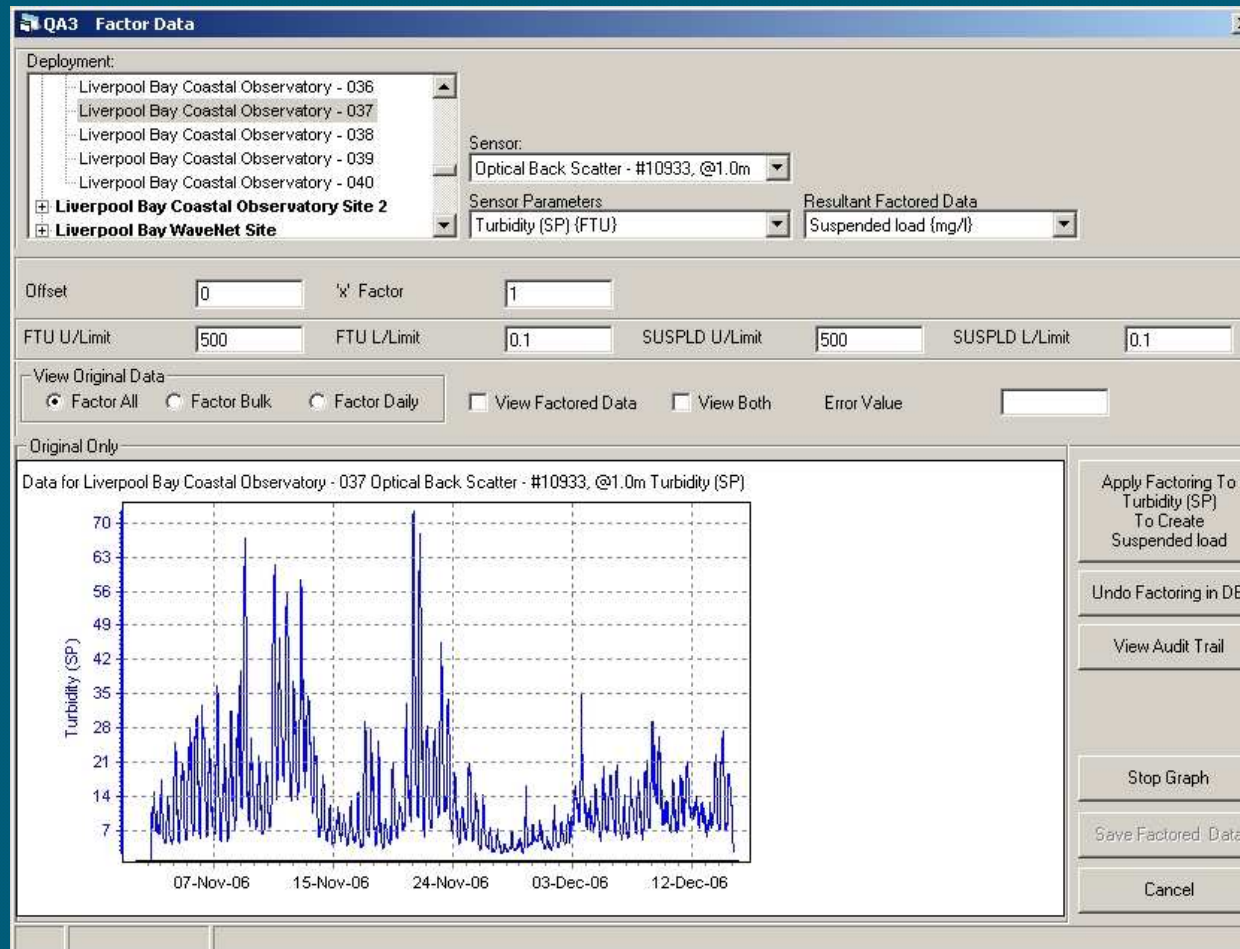 QA3 Factor Data
Deployment:
Liverpool Bay Coastal Observatory - 036
Liverpool Bay Coastal Observatory - 037
Liverpool Bay Coastal Observatory - 038
Liverpool Bay Coastal Observatory - 039
Liverpool Bay Coastal Observatory - 040
Liverpool Bay Coastal Observatory Site 2
Liverpool Bay WaveNet Site
Sensor:
Optical Back Scatter - #10933, @1.0m
Sensor Parameters
Turbidity (SP) {FTU}
Resultant Factored Data
Suspended load {mg/l}
Offset 0 'x' Factor 1
FTU U/Limit 500 FTU L/Limit 0.1 SUSPLD U/Limit 500 SUSPLD L/Limit 0.1
View Original Data
Factor All Factor Bulk Factor Daily View Factored Data View Both Error Value
Original Only
Data for Liverpool Bay Coastal Observatory - 037 Optical Back Scatter - #10933, @1.0m Turbidity (SP)
Turbidity (SP)
70
63
56
49
42
35
28
21
14
7
07-Nov-06 15-Nov-06 24-Nov-06 03-Dec-06 12-Dec-06
Apply Factoring To
Turbidity (SP)
To Create
Suspended load
Undo Factoring in DB
View Audit Trail
Stop Graph
Save Factored Data
Cancel